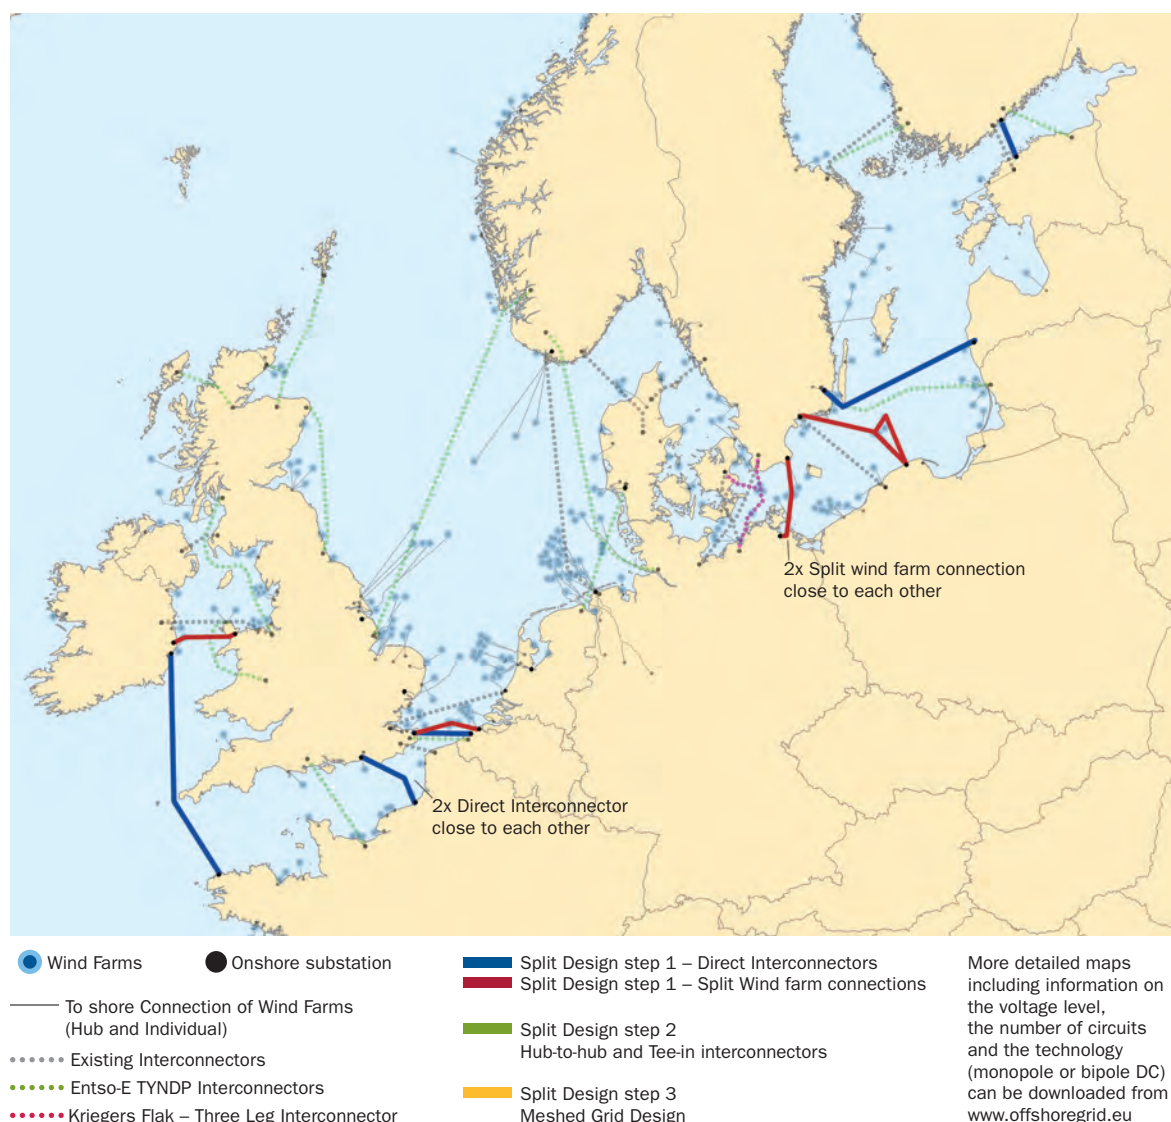 2x Split wind farm connection
close to each other
2x Direct Interconnector
close to each other
Wind Farms
Onshore substation
To shore Connection of Wind Farms
(Hub and Individual)
Existing Interconnectors
Entso-E TYNDP Interconnectors
Kriegers Flak – Three Leg Interconnector
Split Design step 1 – Direct Interconnectors
Split Design step 1 – Split Wind farm connections
Split Design step 2
Hub-to-hub and Tee-in interconnectors
Split Design step 3
Meshed Grid Design
More detailed maps
including information on
the voltage level,
the number of circuits
and the technology
(monopole or bipole DC)
can be downloaded from
www.offshoregrid.eu